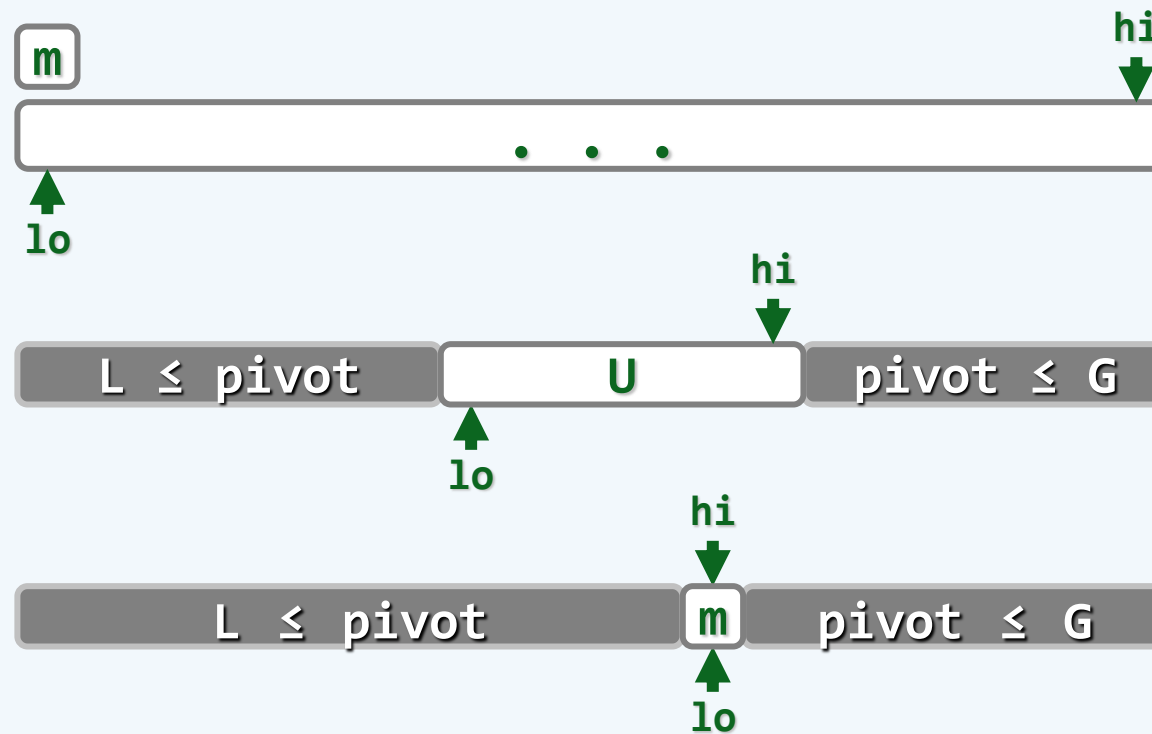 hi
m
. . .
lo
hi
L ≤ pivot U pivot ≤ G
lo
hi
L ≤ pivot m pivot ≤ G
lo